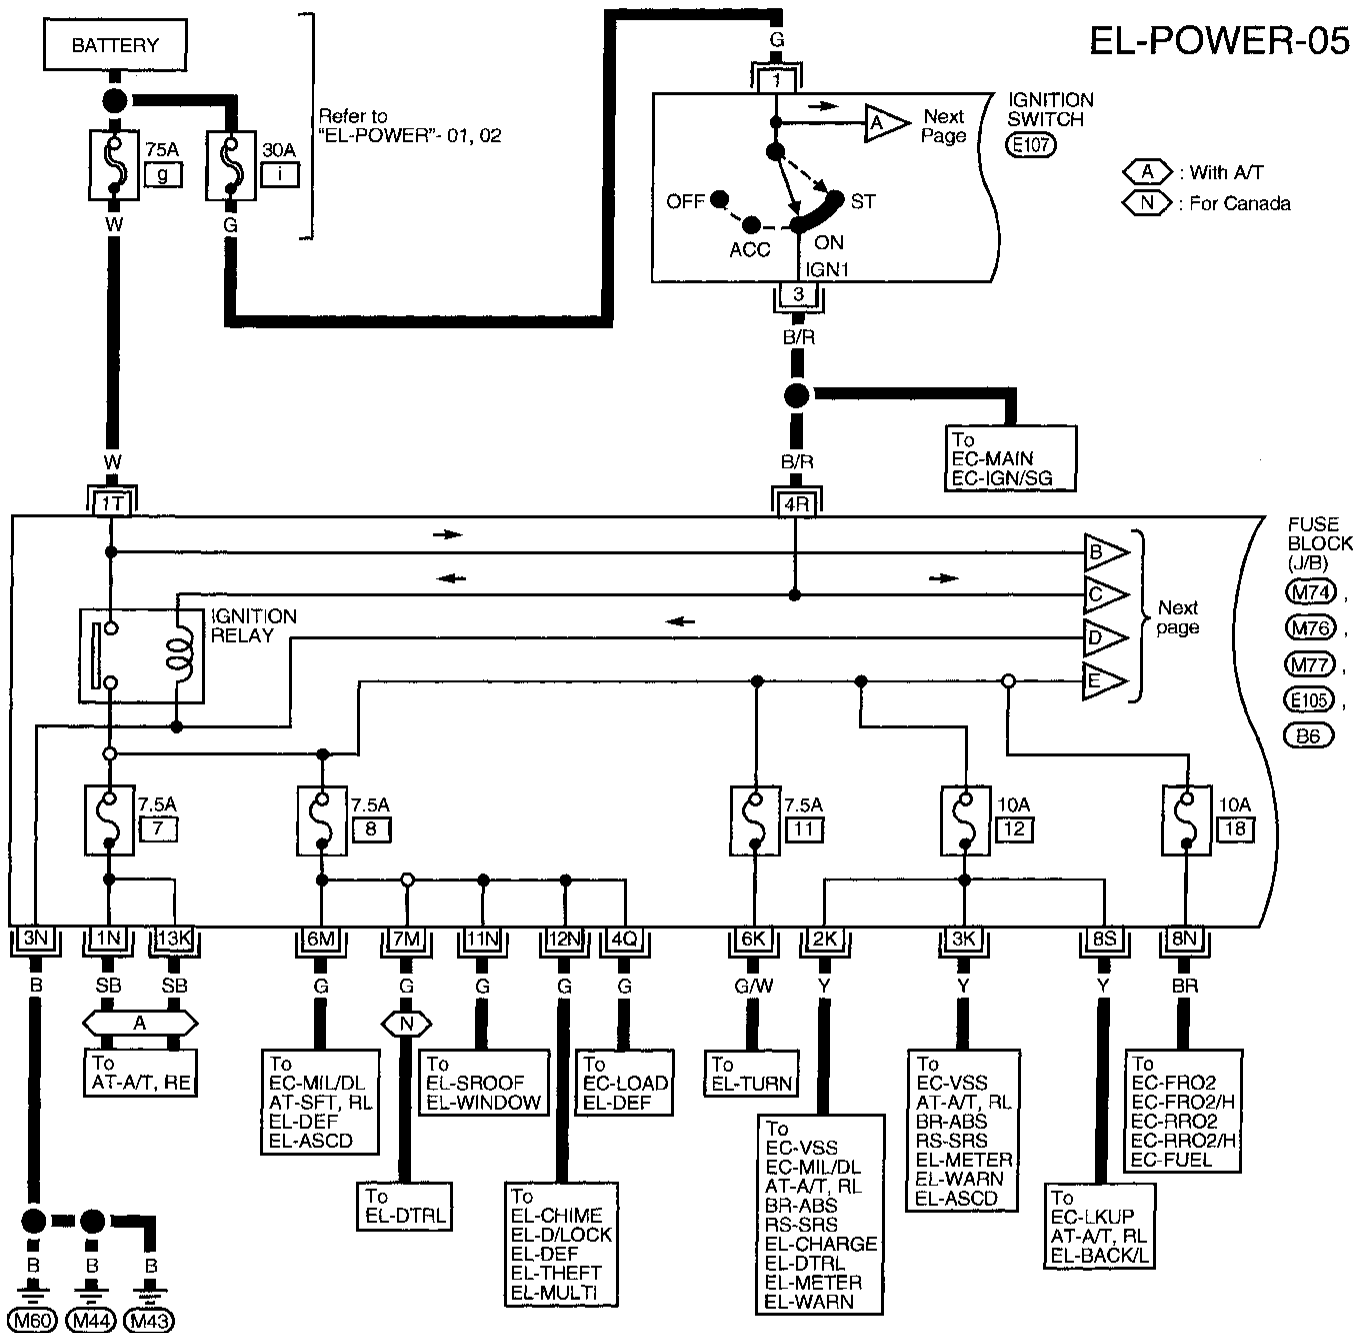 EL-POWER-05
BATTERY
75A
g
30A
i
Refer to
"EL-POWER"- 01, 02
W
G
G
1
A
Next
Page
IGNITION
SWITCH
E107
OFF
ACC
ON
ST
IGN1
3
A : With A/T
N : For Canada
B/R
To
EC-MAIN
EC-IGN/SG
W
B/R
1T
4R
FUSE
BLOCK
(J/B)
M74 ,
M76 ,
M77 ,
E105 ,
B6
B
C
D
E
Next
page
IGNITION
RELAY
7.5A
7
7.5A
8
7.5A
11
10A
12
10A
18
3N
1N
13K
6M
7M
11N
12N
4Q
6K
2K
3K
8S
8N
B
SB
SB
G
G
G
G
G
G/W
Y
Y
Y
BR
A
N
To
AT-A/T, RE
To
EC-MIL/DL
AT-SFT, RL
EL-DEF
EL-ASCD
To
EL-DTRL
To
EL-SROOF
EL-WINDOW
To
EL-CHIME
EL-D/LOCK
EL-DEF
EL-THEFT
EL-MULTI
To
EC-LOAD
EL-DEF
To
EL-TURN
To
EC-VSS
EC-MIL/DL
AT-A/T, RL
BR-ABS
RS-SRS
EL-CHARGE
EL-DTRL
EL-METER
EL-WARN
To
EC-VSS
AT-A/T, RL
BR-ABS
RS-SRS
EL-METER
EL-WARN
EL-ASCD
To
EC-LKUP
AT-A/T, RL
EL-BACK/L
To
EC-FRO2
EC-FRO2/H
EC-RRO2
EC-RRO2/H
EC-FUEL
B
B
B
M60
M44
M43